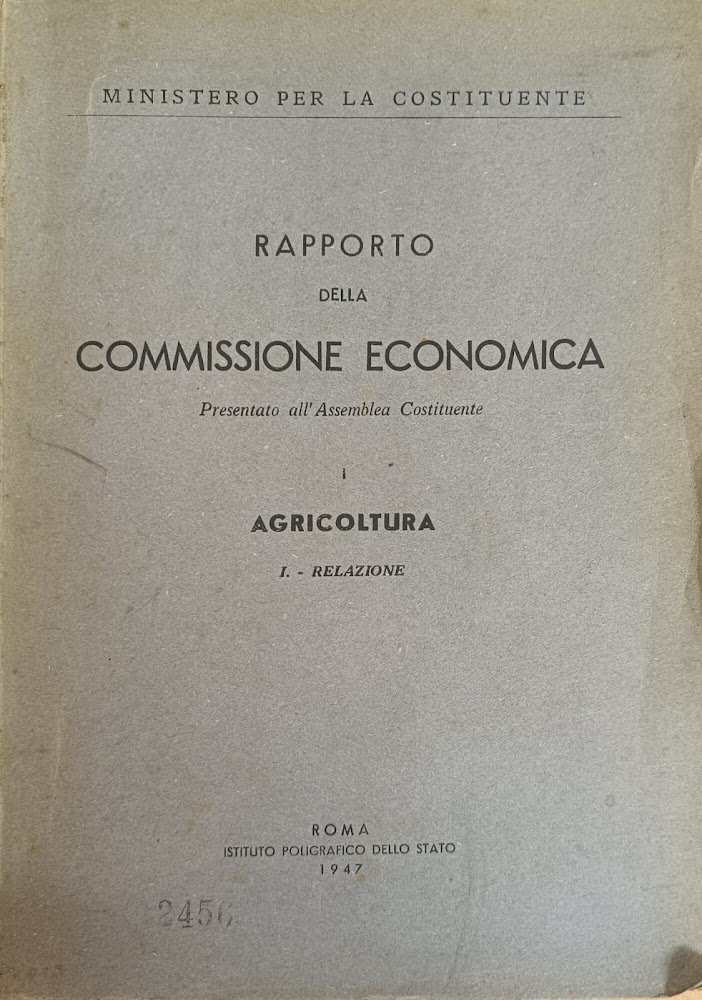 MINISTERO PER LA COSTITUENTE
RAPPORTO
DELLA
COMMISSIONE ECONOMICA
Presentato all'Assemblea Costituente
I
AGRICOLTURA
I. - RELAZIONE
ROMA
ISTITUTO POLIGRAFICO DELLO STATO
1947